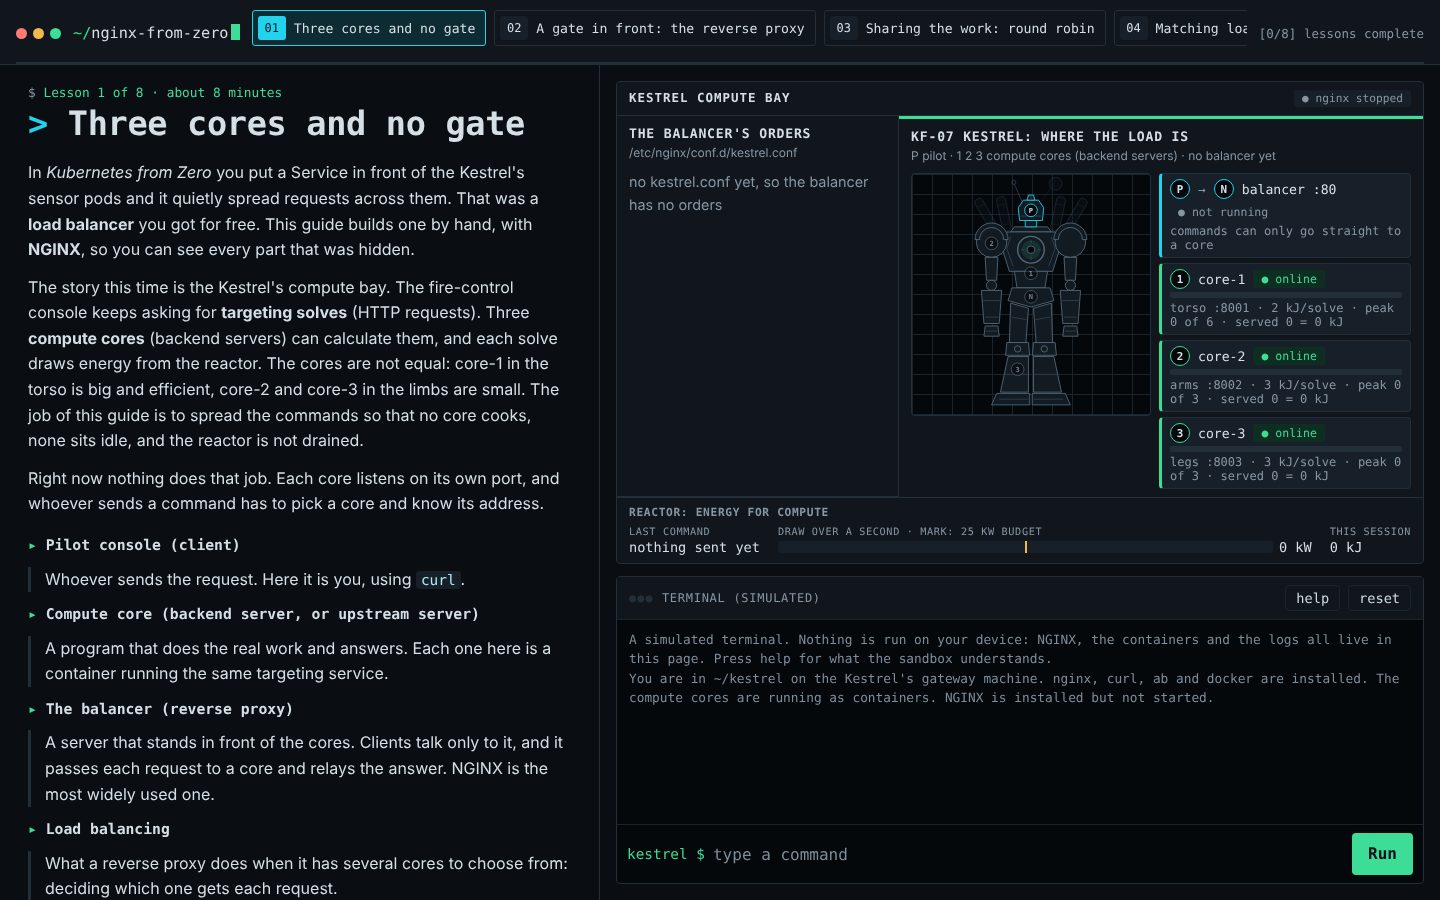 ~/nginx-from-zero
01 Three cores and no gate
02 A gate in front: the reverse proxy
03 Sharing the work: round robin
04 Matching loa
[0/8] lessons complete
$ Lesson 1 of 8 · about 8 minutes
> Three cores and no gate
In Kubernetes from Zero you put a Service in front of the Kestrel's
sensor pods and it quietly spread requests across them. That was a
load balancer you got for free. This guide builds one by hand, with
NGINX, so you can see every part that was hidden.
The story this time is the Kestrel's compute bay. The fire-control
console keeps asking for targeting solves (HTTP requests). Three
compute cores (backend servers) can calculate them, and each solve
draws energy from the reactor. The cores are not equal: core-1 in the
torso is big and efficient, core-2 and core-3 in the limbs are small. The
job of this guide is to spread the commands so that no core cooks,
none sits idle, and the reactor is not drained.
Right now nothing does that job. Each core listens on its own port, and
whoever sends a command has to pick a core and know its address.
▸ Pilot console (client)
Whoever sends the request. Here it is you, using curl.
▸ Compute core (backend server, or upstream server)
A program that does the real work and answers. Each one here is a
container running the same targeting service.
▸ The balancer (reverse proxy)
A server that stands in front of the cores. Clients talk only to it, and it
passes each request to a core and relays the answer. NGINX is the
most widely used one.
▸ Load balancing
What a reverse proxy does when it has several cores to choose from:
deciding which one gets each request.
KESTREL COMPUTE BAY
● nginx stopped
THE BALANCER'S ORDERS
/etc/nginx/conf.d/kestrel.conf
no kestrel.conf yet, so the balancer
has no orders
KF-07 KESTREL: WHERE THE LOAD IS
P pilot · 1 2 3 compute cores (backend servers) · no balancer yet
P
2
1
N
3
P → N balancer :80
● not running
commands can only go straight to
a core
1 core-1 ● online
torso :8001 · 2 kJ/solve · peak
0 of 6 · served 0 = 0 kJ
2 core-2 ● online
arms :8002 · 3 kJ/solve · peak 0
of 3 · served 0 = 0 kJ
3 core-3 ● online
legs :8003 · 3 kJ/solve · peak 0
of 3 · served 0 = 0 kJ
REACTOR: ENERGY FOR COMPUTE
LAST COMMAND
nothing sent yet
DRAW OVER A SECOND · MARK: 25 KW BUDGET
0 kW
THIS SESSION
0 kJ
TERMINAL (SIMULATED)
help
reset
A simulated terminal. Nothing is run on your device: NGINX, the containers and the logs all live in
this page. Press help for what the sandbox understands.
You are in ~/kestrel on the Kestrel's gateway machine. nginx, curl, ab and docker are installed. The
compute cores are running as containers. NGINX is installed but not started.
kestrel $ type a command
Run